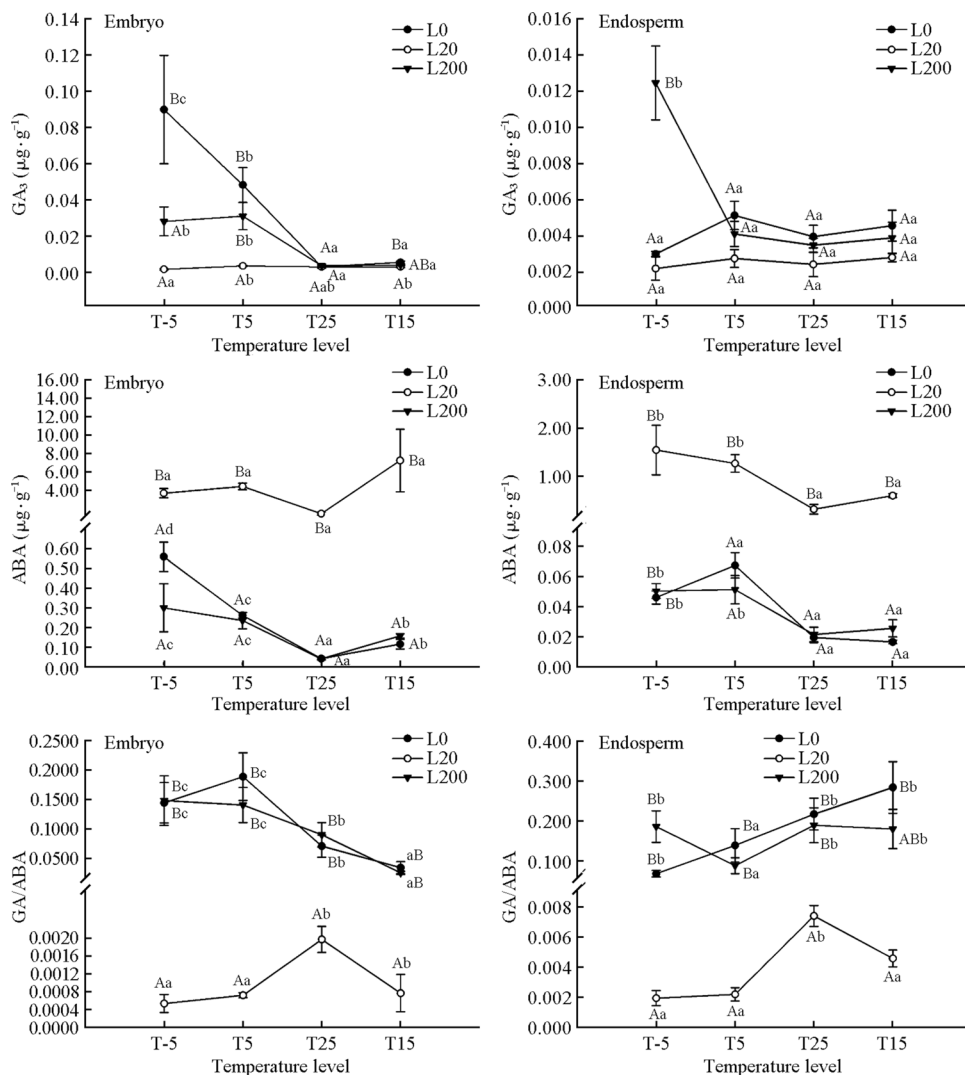 Embryo
L0
L20
L200
GA₃ (μg·g⁻¹)
0.14
0.12
0.10
0.08
0.06
0.04
0.02
0.00
Bc
Bb
Ab
Bb
Aa
Ab
Aa
Aa
Aab
Ba
ABa
Ab
T-5 T5 T25 T15
Temperature level
Endosperm
L0
L20
L200
GA₃ (μg·g⁻¹)
0.016
0.014
0.012
0.010
0.008
0.006
0.004
0.002
0.000
Bb
Aa
Aa
Aa
Aa
Aa
Aa
Aa
Aa
Aa
Aa
Aa
T-5 T5 T25 T15
Temperature level
Embryo
L0
L20
L200
ABA (μg·g⁻¹)
16.00
14.00
12.00
10.00
8.00
6.00
4.00
0.60
0.50
0.40
0.30
0.20
0.10
0.00
Ba
Ba
Ba
Ba
Ad
Ac
Ac
Ac
Aa
Aa
Ab
Ab
T-5 T5 T25 T15
Temperature level
Endosperm
L0
L20
L200
ABA (μg·g⁻¹)
3.00
2.00
1.00
0.08
0.06
0.04
0.02
0.00
Bb
Bb
Ba
Ba
Bb
Bb
Aa
Ab
Aa
Aa
Aa
Aa
T-5 T5 T25 T15
Temperature level
Embryo
L0
L20
L200
GA/ABA
0.2500
0.2000
0.1500
0.1000
0.0500
0.0020
0.0016
0.0012
0.0008
0.0004
0.0000
Bc
Bc
Bc
Bc
Bb
Bb
aB
aB
Aa
Aa
Ab
Ab
T-5 T5 T25 T15
Temperature level
Endosperm
L0
L20
L200
GA/ABA
0.400
0.300
0.200
0.100
0.008
0.006
0.004
0.002
0.000
Bb
Bb
Ba
Ba
Bb
Bb
Bb
ABb
Aa
Aa
Ab
Aa
T-5 T5 T25 T15
Temperature level